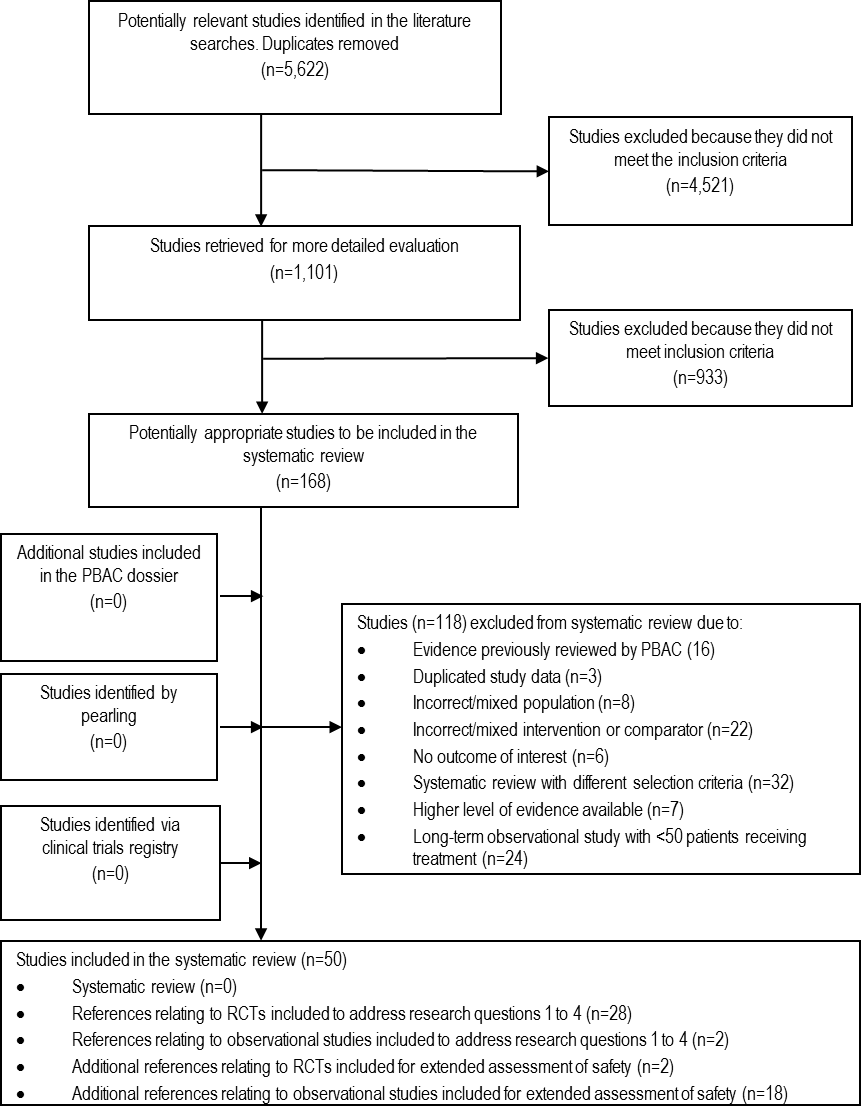 Potentially relevant studies identified in the literature
searches. Duplicates removed
(n=5,622)
Studies excluded because they did not
meet the inclusion criteria
(n=4,521)
Studies retrieved for more detailed evaluation
(n=1,101)
Studies excluded because they did not
meet inclusion criteria
(n=933)
Potentially appropriate studies to be included in the
systematic review
(n=168)
Additional studies included
in the PBAC dossier
(n=0)
Studies identified by
pearling
(n=0)
Studies identified via
clinical trials registry
(n=0)
Studies (n=118) excluded from systematic review due to:
• Evidence previously reviewed by PBAC (16)
• Duplicated study data (n=3)
• Incorrect/mixed population (n=8)
• Incorrect/mixed intervention or comparator (n=22)
• No outcome of interest (n=6)
• Systematic review with different selection criteria (n=32)
• Higher level of evidence available (n=7)
• Long-term observational study with <50 patients receiving
treatment (n=24)
Studies included in the systematic review (n=50)
• Systematic review (n=0)
• References relating to RCTs included to address research questions 1 to 4 (n=28)
• References relating to observational studies included to address research questions 1 to 4 (n=2)
• Additional references relating to RCTs included for extended assessment of safety (n=2)
• Additional references relating to observational studies included for extended assessment of safety (n=18)